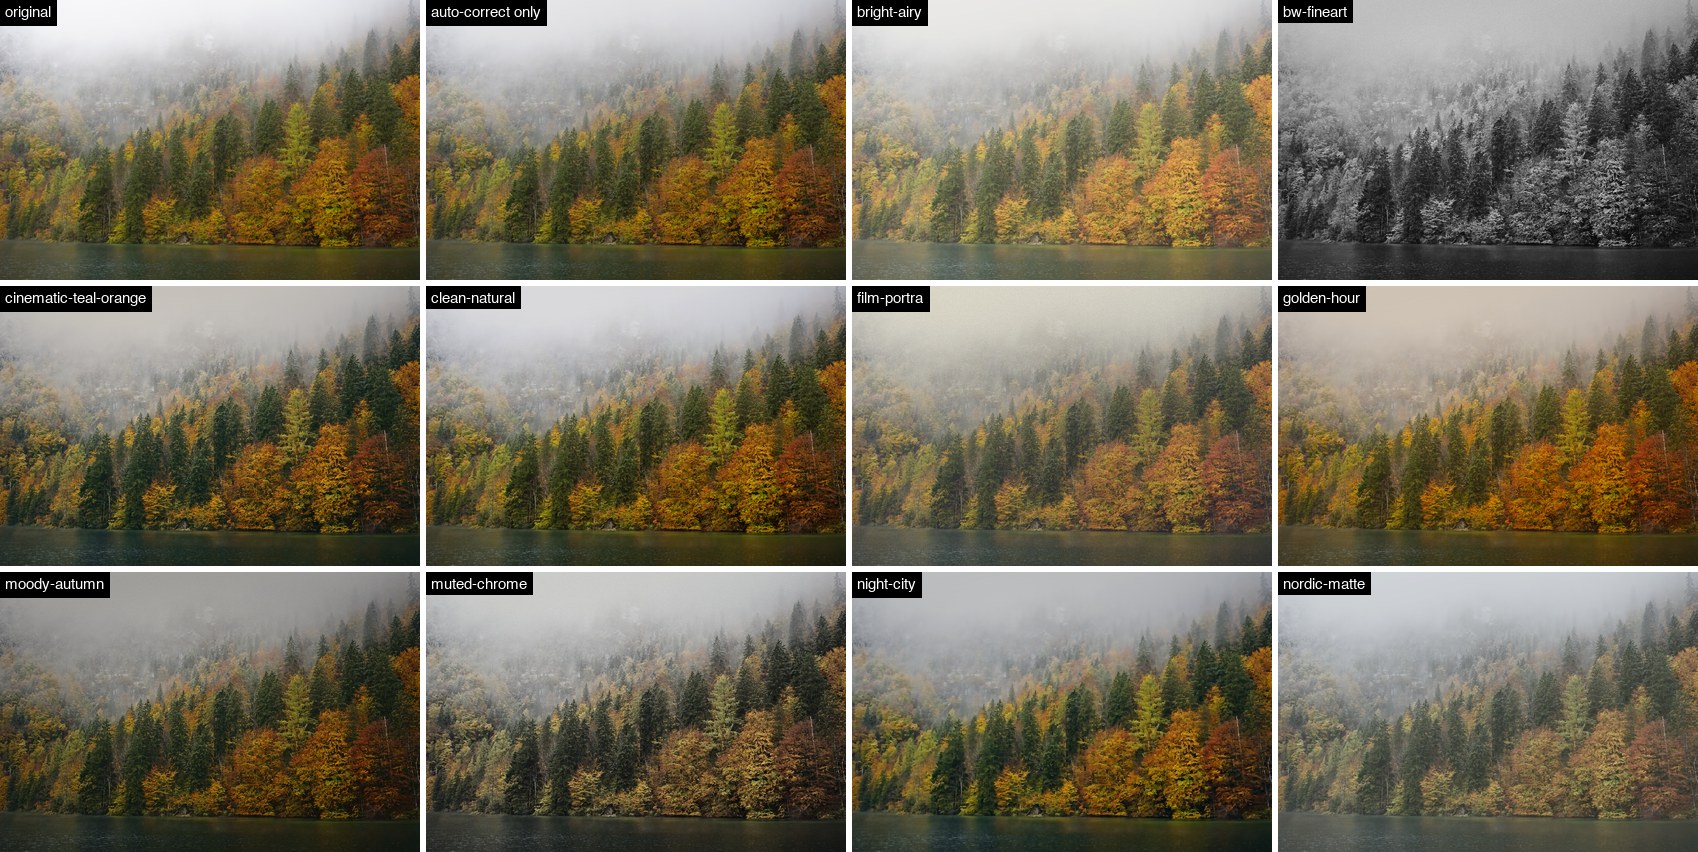 original
auto-correct only
bright-airy
bw-fineart
cinematic-teal-orange
clean-natural
film-portra
golden-hour
moody-autumn
muted-chrome
night-city
nordic-matte